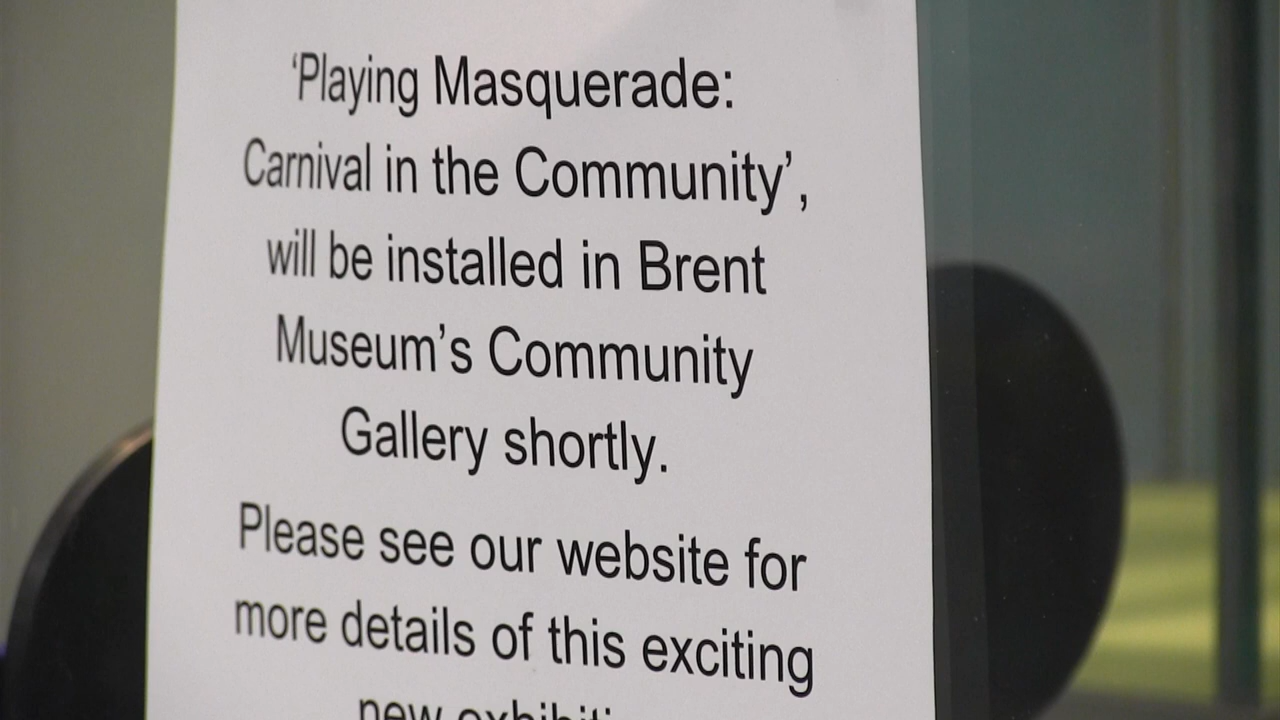 ‘Playing Masquerade:
Carnival in the Community’,
will be installed in Brent
Museum’s Community
Gallery shortly.
Please see our website for
more details of this exciting
new